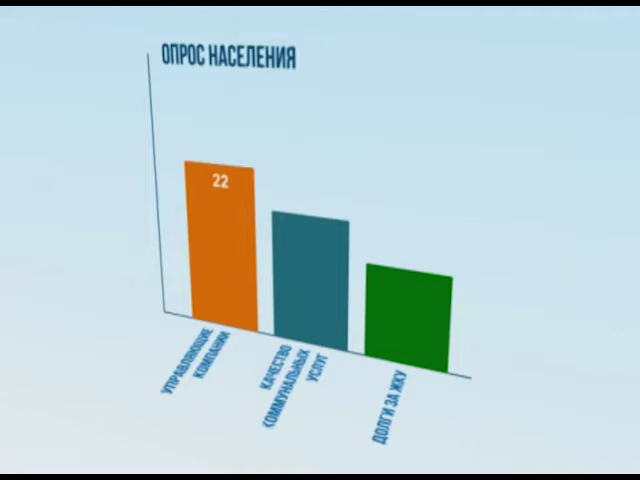 ОПРОС НАСЕЛЕНИЯ
22
УПРАВЛЯЮЩИЕ
КОМПАНИИ
КАЧЕСТВО
КОММУНАЛЬНЫХ
УСЛУГ
ДОЛГИ ЗА ЖКУ